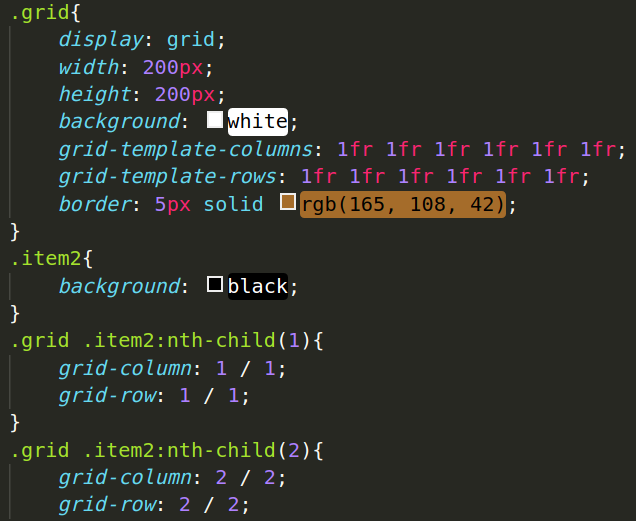 .grid{
display: grid;
width: 200px;
height: 200px;
background: white;
grid-template-columns: 1fr 1fr 1fr 1fr 1fr 1fr;
grid-template-rows: 1fr 1fr 1fr 1fr 1fr 1fr;
border: 5px solid rgb(165, 108, 42);
}
.item2{
background: black;
}
.grid .item2:nth-child(1){
grid-column: 1 / 1;
grid-row: 1 / 1;
}
.grid .item2:nth-child(2){
grid-column: 2 / 2;
grid-row: 2 / 2;